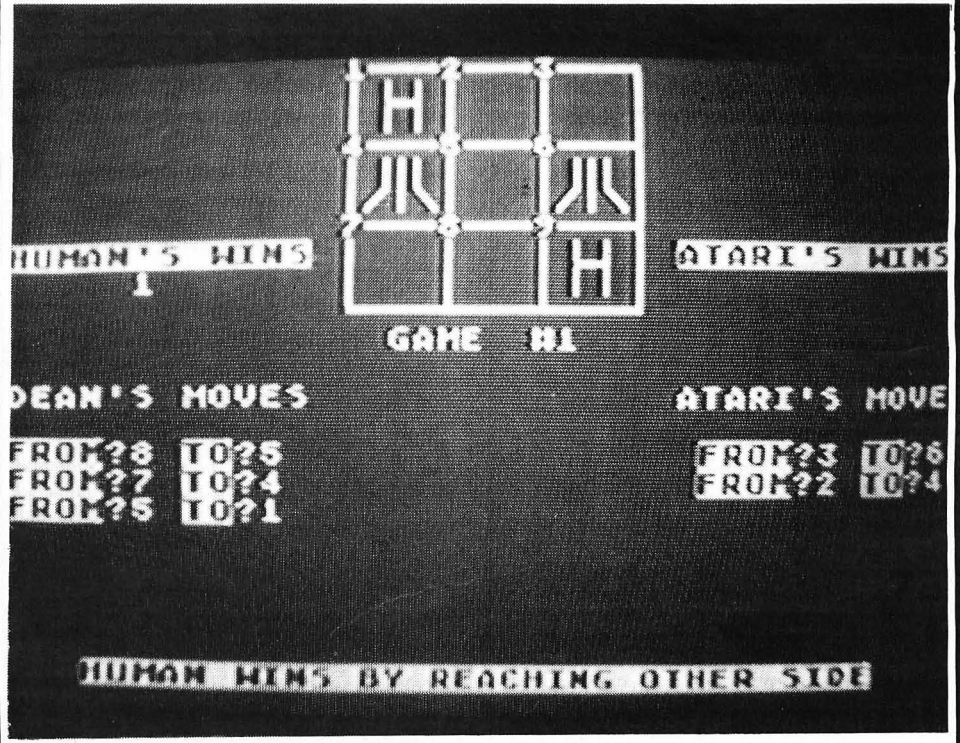 1 2 3
H
4 5 6
7 8 9
HUMAN'S WINS
ATARI'S WINS
1
H
GAME #1
DEAN'S MOVES
ATARI'S MOVE
FROM?8 TO?5
FROM?3 TO?6
FROM?7 TO?4
FROM?2 TO?4
FROM?5 TO?1
HUMAN WINS BY REACHING OTHER SIDE